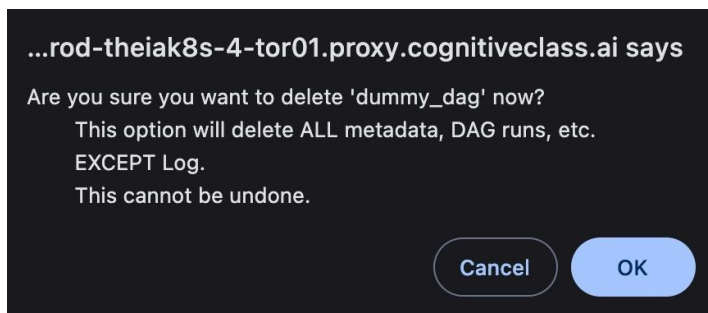 ...rod-theiak8s-4-tor01.proxy.cognitiveclass.ai says
Are you sure you want to delete 'dummy_dag' now?
This option will delete ALL metadata, DAG runs, etc.
EXCEPT Log.
This cannot be undone.
Cancel OK